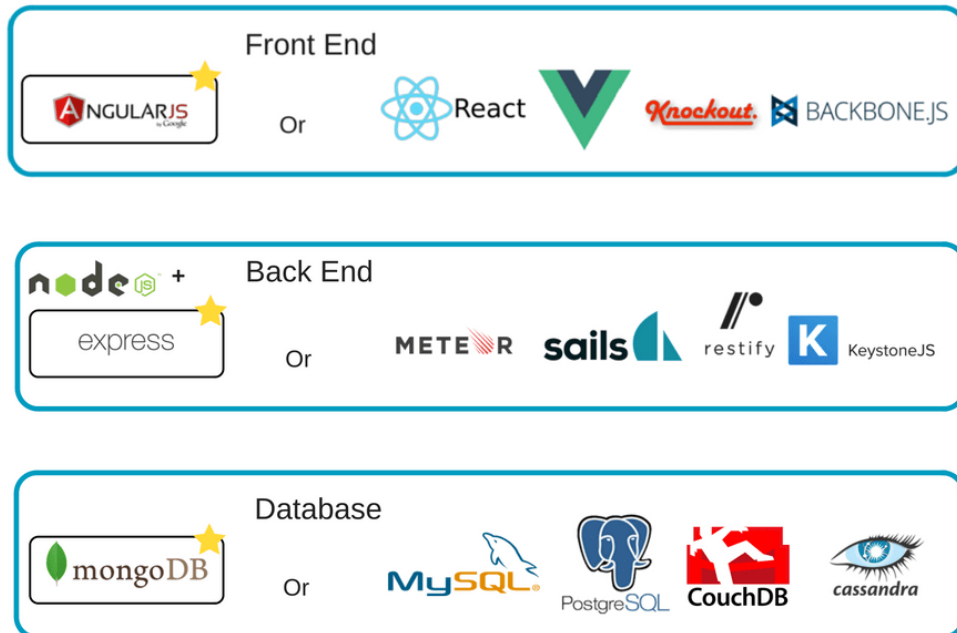 Front End
ANGULARJS
by Google
Or
React
Knockout.
BACKBONE.JS
Back End
node JS +
express
Or
METEOR
sails
restify
K
KeystoneJS
Database
mongoDB
Or
MySQL
PostgreSQL
CouchDB
cassandra